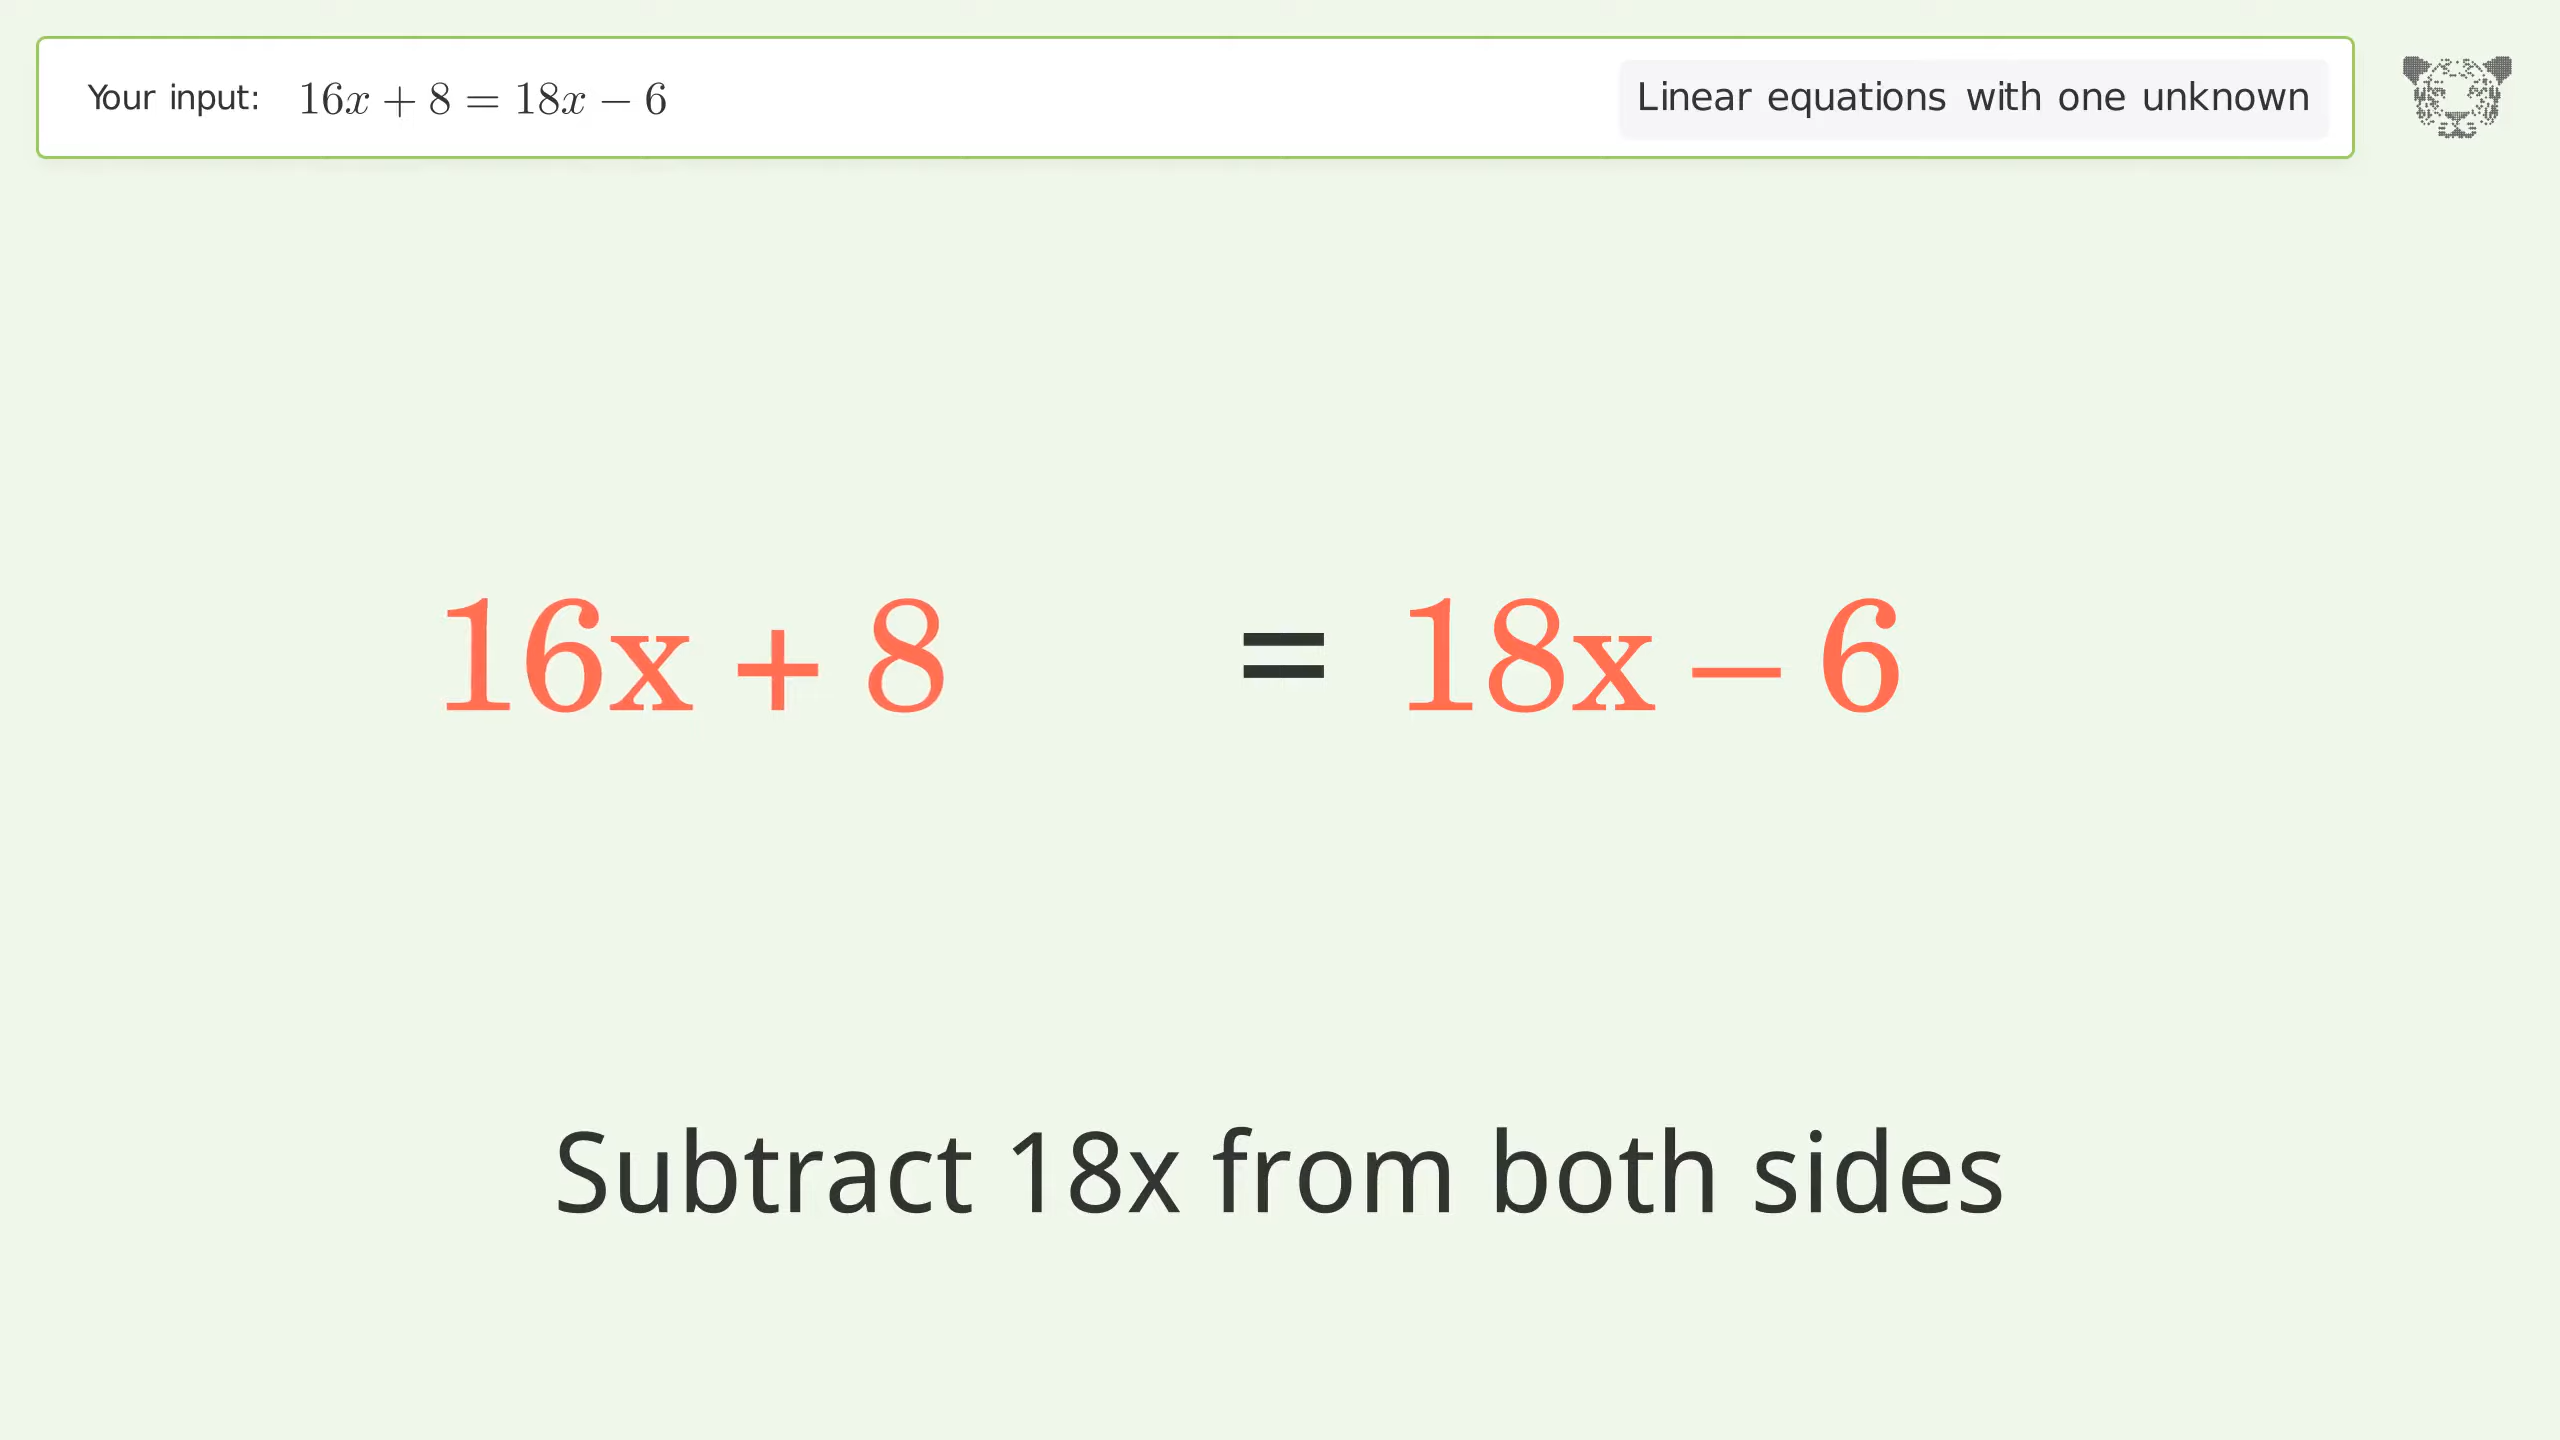 Your input: 16x + 8 = 18x − 6
Linear equations with one unknown
16x + 8 = 18x – 6
Subtract 18x from both sides